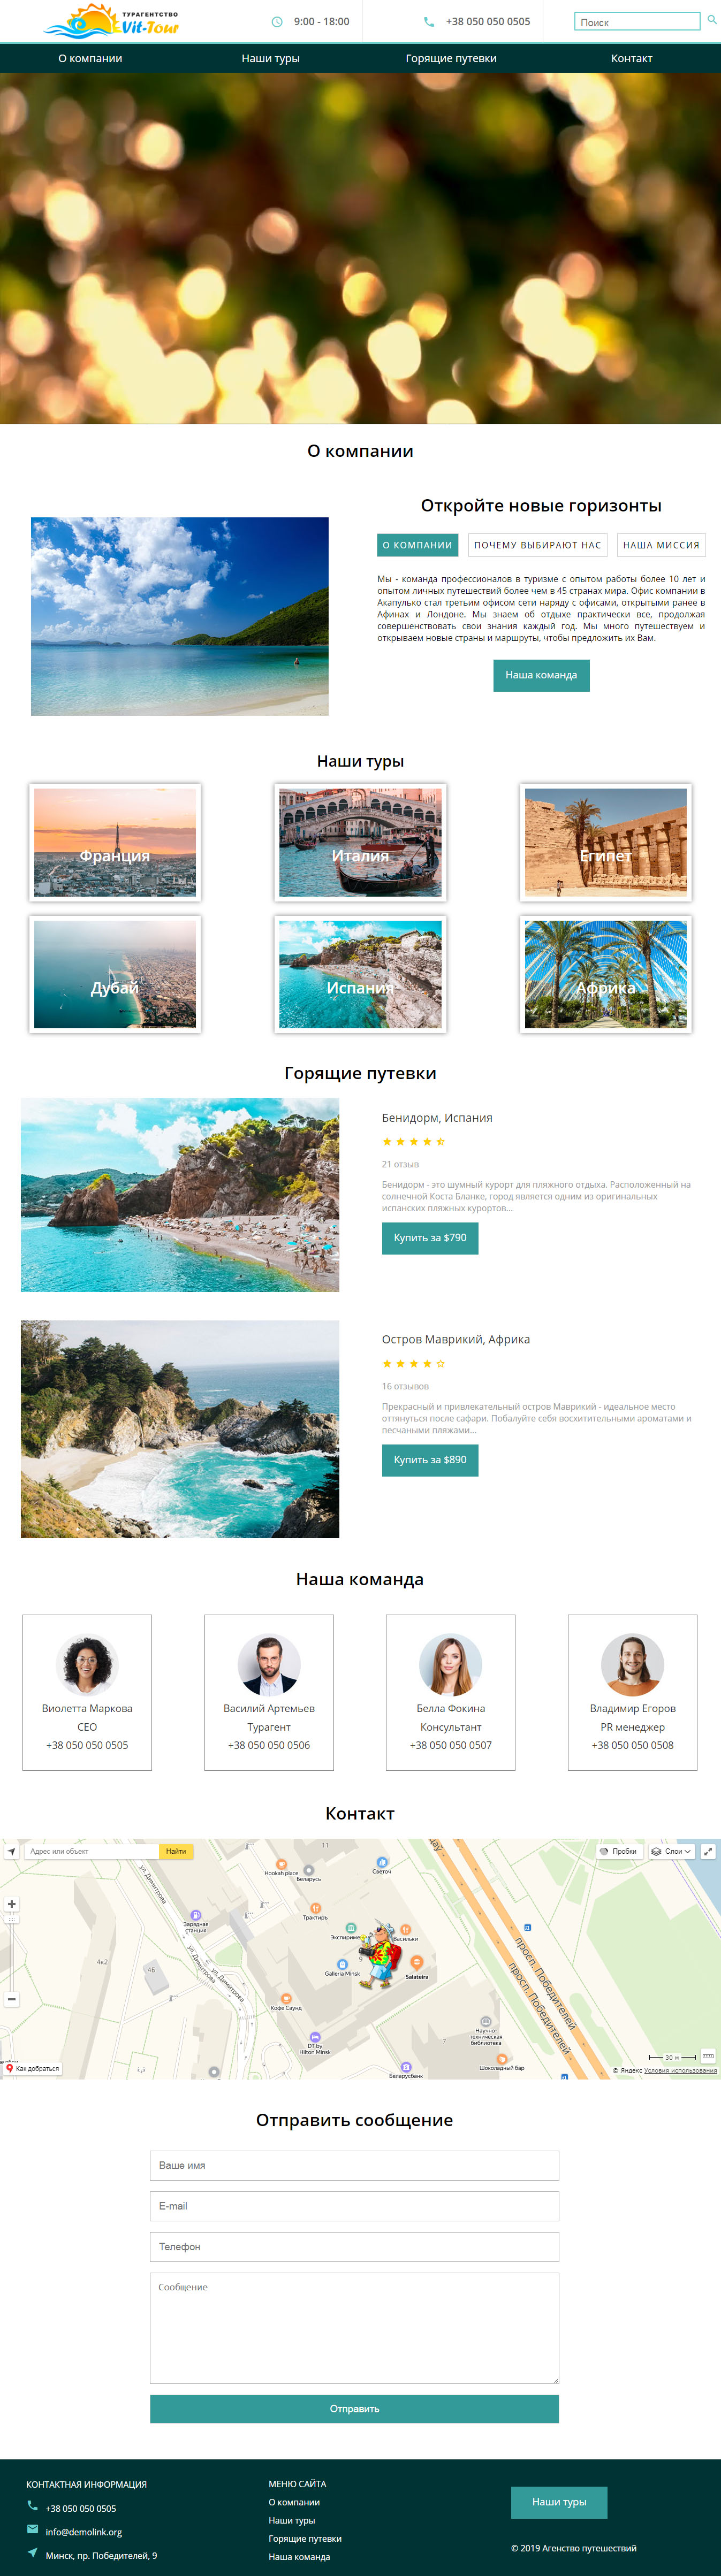 ТУРАГЕНТСТВО
Vit-Tour
9:00 - 18:00
+38 050 050 0505
Поиск
О компании
Наши туры
Горящие путевки
Контакт
О компании
Откройте новые горизонты
О КОМПАНИИ
ПОЧЕМУ ВЫБИРАЮТ НАС
НАША МИССИЯ
Мы - команда профессионалов в туризме с опытом работы более 10 лет и
опытом личных путешествий более чем в 45 странах мира. Офис компании в
Акапулько стал третьим офисом сети наряду с офисами, открытыми ранее в
Афинах и Лондоне. Мы знаем об отдыхе практически все, продолжая
совершенствовать свои знания каждый год. Мы много путешествуем и
открываем новые страны и маршруты, чтобы предложить их Вам.
Наша команда
Наши туры
Франция
Италия
Египет
Дубай
Испания
Африка
Горящие путевки
Бенидорм, Испания
21 отзыв
Бенидорм - это шумный курорт для пляжного отдыха. Расположенный на
солнечной Коста Бланке, город является одним из оригинальных
испанских пляжных курортов...
Купить за $790
Остров Маврикий, Африка
16 отзывов
Прекрасный и привлекательный остров Маврикий - идеальное место
оттянуться после сафари. Побалуйте себя восхитительными ароматами и
песчаными пляжами...
Купить за $890
Наша команда
Виолетта Маркова
CEO
+38 050 050 0505
Василий Артемьев
Турагент
+38 050 050 0506
Белла Фокина
Консультант
+38 050 050 0507
Владимир Егоров
PR менеджер
+38 050 050 0508
Контакт
Адрес или объект
Найти
Пробки
Слои
11
Hookah place
Беларусь
Светоч
ул. Димитрова
Зарядная
станция
Трактиръ
Экспирине
Васильки
9
4к2
46
ул. Димитрова
ул. Димитрова
Galleria Minsk
Salateira
Кофе Саунд
DT by
Hilton Minsk
7
Научно-
техническая
библиотека
Шоколадный бар
Беларусбанк
просп. Победителей
просп. Победителей
30 м
Как добраться
© Яндекс Условия использования
Отправить сообщение
Ваше имя
E-mail
Телефон
Сообщение
Отправить
КОНТАКТНАЯ ИНФОРМАЦИЯ
+38 050 050 0505
info@demolink.org
Минск, пр. Победителей, 9
МЕНЮ САЙТА
О компании
Наши туры
Горящие путевки
Наша команда
Наши туры
© 2019 Агенство путешествий